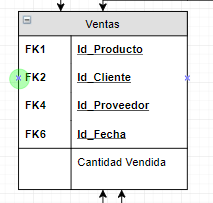 Ventas
FK1 Id_Producto
FK2 Id_Cliente
FK4 Id_Proveedor
FK6 Id_Fecha
Cantidad Vendida